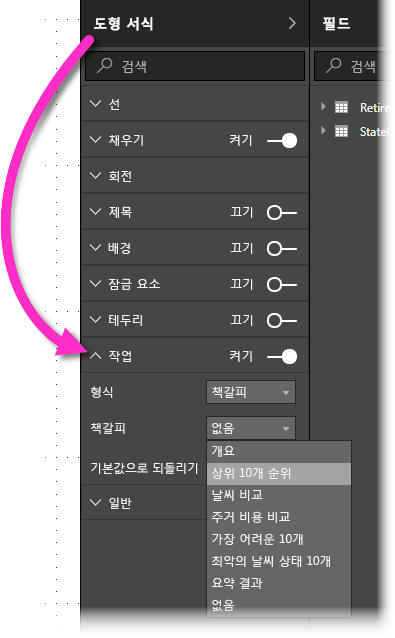 도형 서식
필드
검색
검색
선
채우기 켜기
회전
제목 끄기
배경 끄기
잠금 요소 끄기
테두리 끄기
작업 켜기
형식 책갈피
책갈피 없음
기본값으로 되돌리기
일반
개요
상위 10개 순위
날씨 비교
주거 비용 비교
가장 어려운 10개
최악의 날씨 상태 10개
요약 결과
없음
Retire
State